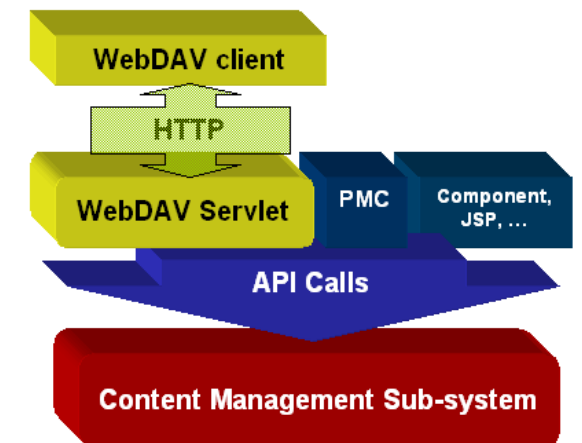 WebDAV client
HTTP
WebDAV Servlet
PMC
Component,
JSP, ...
API Calls
Content Management Sub-system